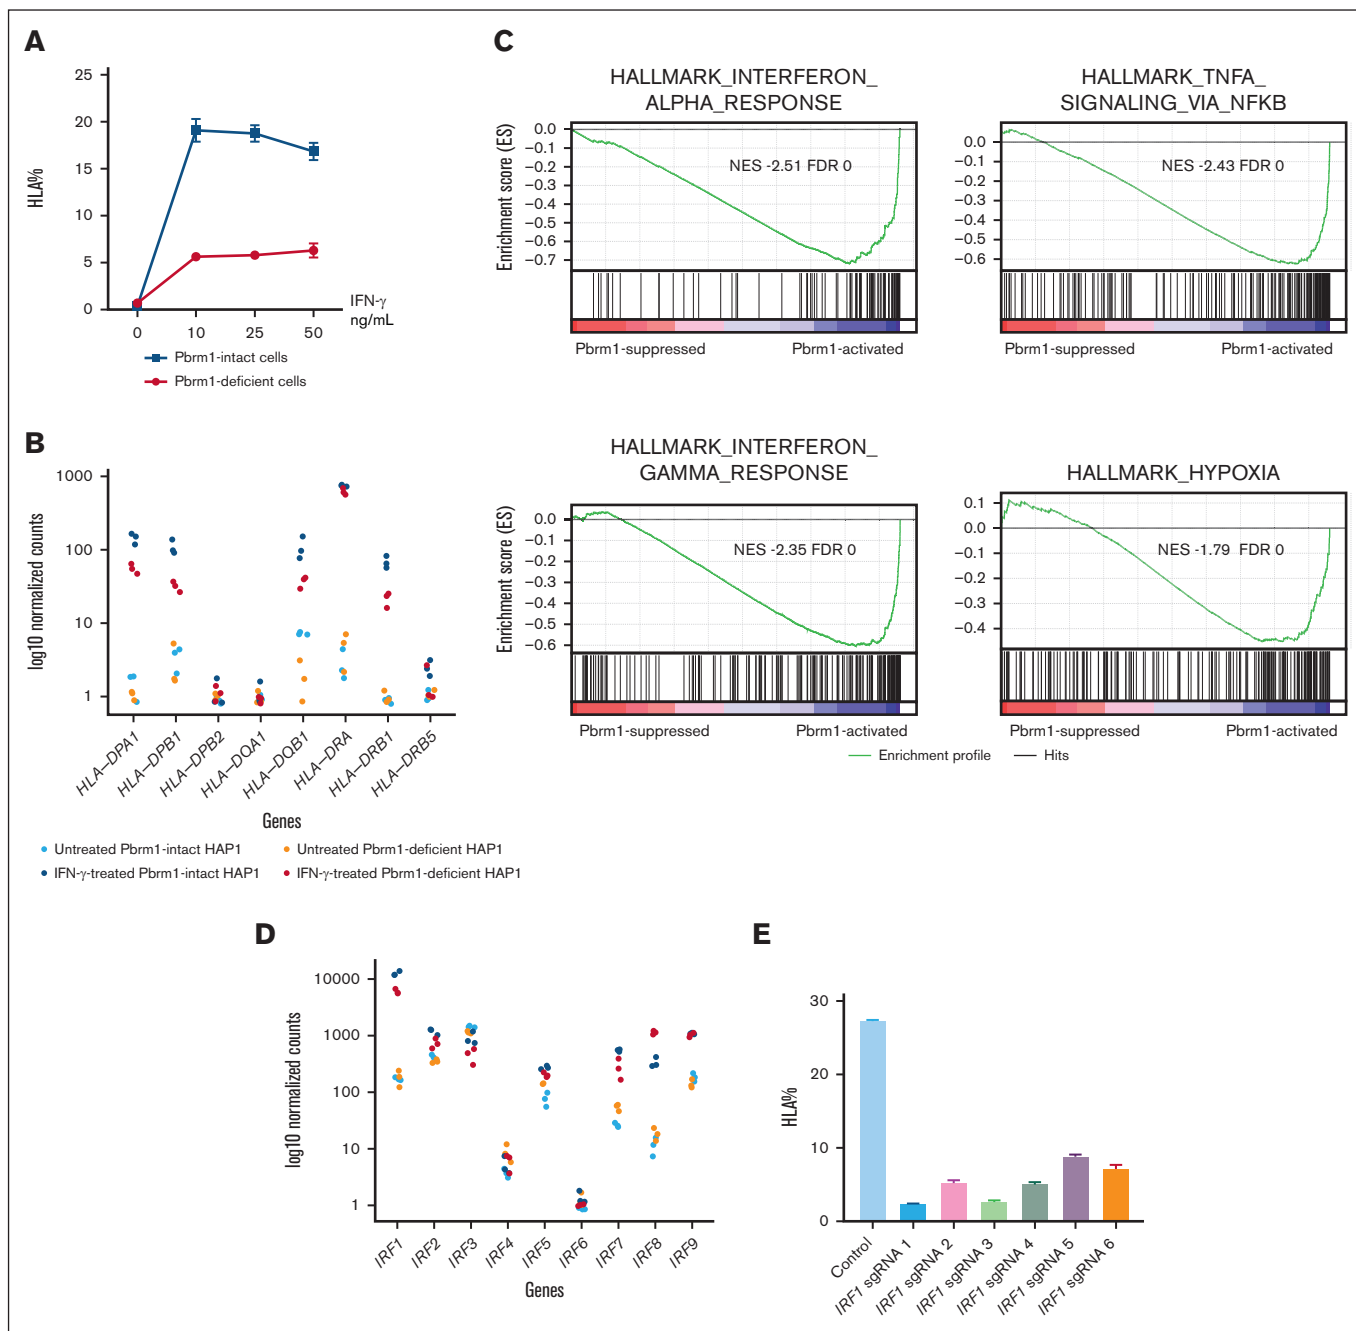 A
HLA%
25
20
15
10
5
0
0
10
25
50
IFN-γ
ng/mL
Pbrm1-intact cells
Pbrm1-deficient cells
B
log10 normalized counts
1000
100
10
1
HLA–DPA1
HLA–DPB1
HLA–DPB2
HLA–DQA1
HLA–DQB1
HLA–DRA
HLA–DRB1
HLA–DRB5
Genes
Untreated Pbrm1-intact HAP1
Untreated Pbrm1-deficient HAP1
IFN-γ-treated Pbrm1-intact HAP1
IFN-γ-treated Pbrm1-deficient HAP1
C
HALLMARK_INTERFERON_
ALPHA_RESPONSE
Enrichment score (ES)
0.0
−0.1
−0.2
−0.3
−0.4
−0.5
−0.6
−0.7
NES -2.51 FDR 0
Pbrm1-suppressed
Pbrm1-activated
HALLMARK_TNFA_
SIGNALING_VIA_NFKB
0.0
−0.1
−0.2
−0.3
−0.4
−0.5
−0.6
NES -2.43 FDR 0
Pbrm1-suppressed
Pbrm1-activated
HALLMARK_INTERFERON_
GAMMA_RESPONSE
Enrichment score (ES)
0.0
−0.1
−0.2
−0.3
−0.4
−0.5
−0.6
NES -2.35 FDR 0
Pbrm1-suppressed
Pbrm1-activated
HALLMARK_HYPOXIA
0.1
0.0
−0.1
−0.2
−0.3
−0.4
NES -1.79 FDR 0
Pbrm1-suppressed
Pbrm1-activated
Enrichment profile
Hits
D
log10 normalized counts
10000
1000
100
10
1
IRF1
IRF2
IRF3
IRF4
IRF5
IRF6
IRF7
IRF8
IRF9
Genes
E
HLA%
30
20
10
0
Control
IRF1 sgRNA 1
IRF1 sgRNA 2
IRF1 sgRNA 3
IRF1 sgRNA 4
IRF1 sgRNA 5
IRF1 sgRNA 6